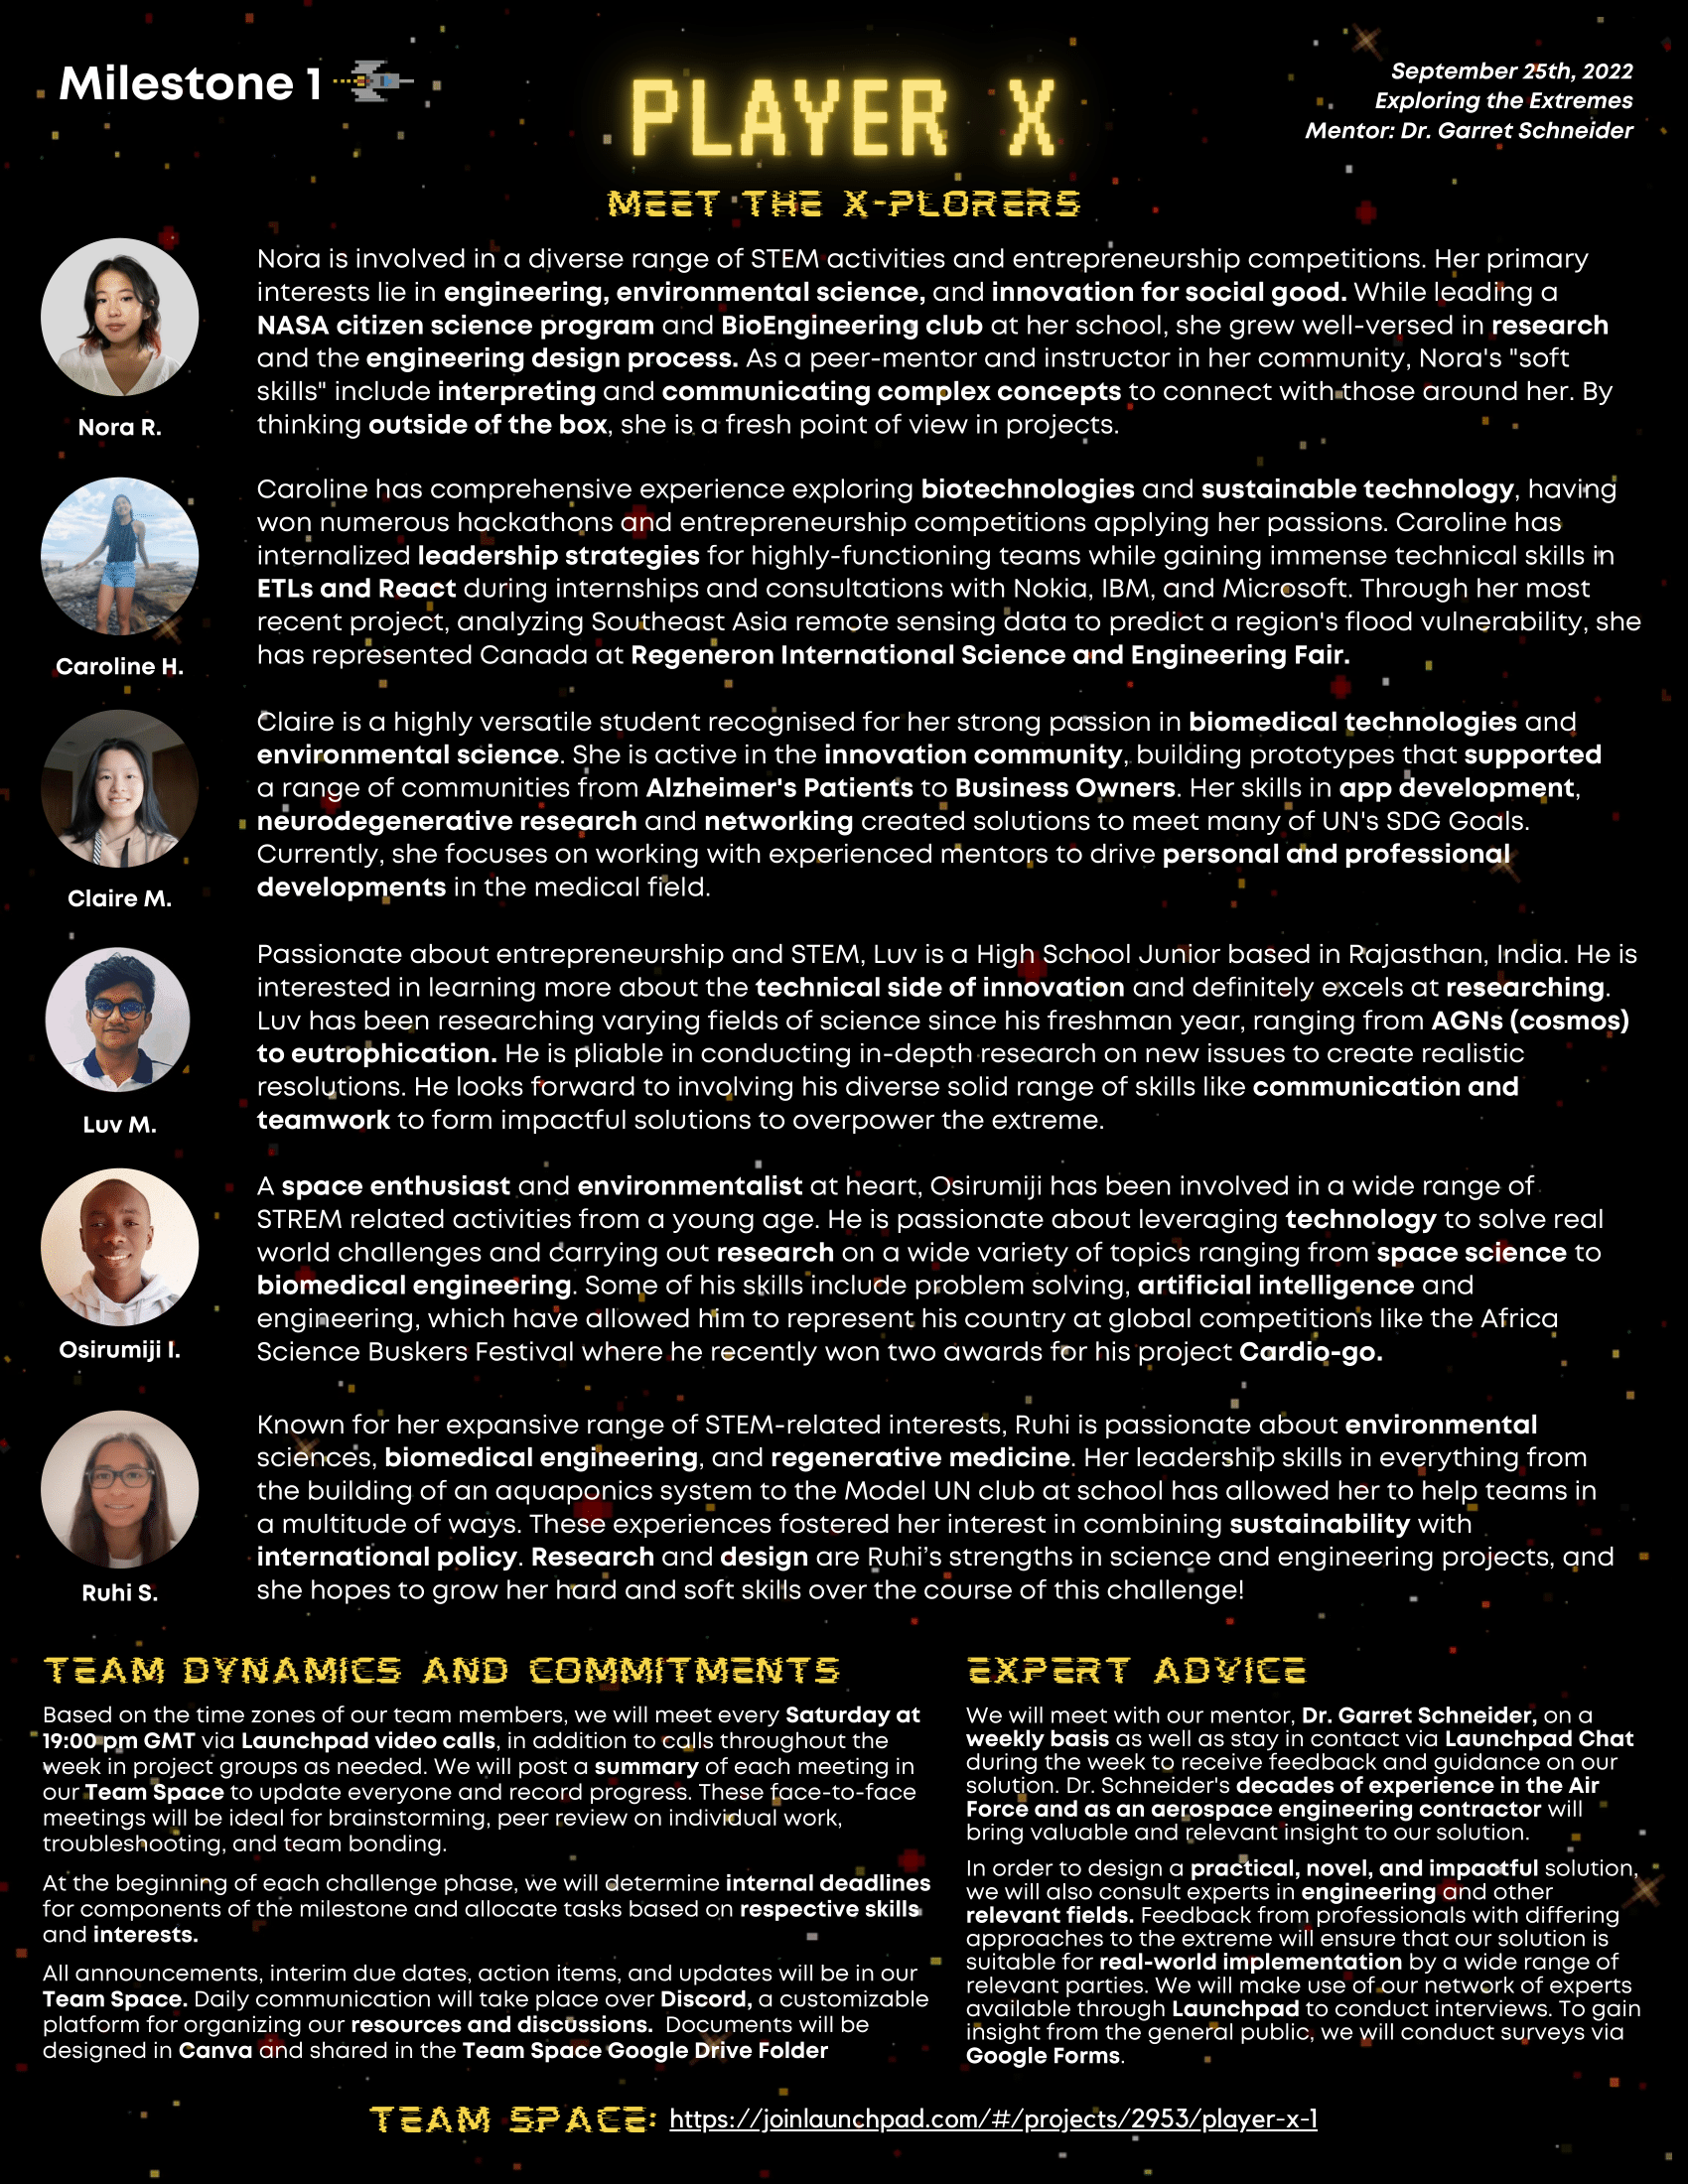 Milestone 1
PLAYER X
September 25th, 2022
Exploring the Extremes
Mentor: Dr. Garret Schneider
MEET THE X-PLORERS
Nora R.
Nora is involved in a diverse range of STEM activities and entrepreneurship competitions. Her primary
interests lie in engineering, environmental science, and innovation for social good. While leading a
NASA citizen science program and BioEngineering club at her school, she grew well-versed in research
and the engineering design process. As a peer-mentor and instructor in her community, Nora's "soft
skills" include interpreting and communicating complex concepts to connect with those around her. By
thinking outside of the box, she is a fresh point of view in projects.
Caroline H.
Caroline has comprehensive experience exploring biotechnologies and sustainable technology, having
won numerous hackathons and entrepreneurship competitions applying her passions. Caroline has
internalized leadership strategies for highly-functioning teams while gaining immense technical skills in
ETLs and React during internships and consultations with Nokia, IBM, and Microsoft. Through her most
recent project, analyzing Southeast Asia remote sensing data to predict a region's flood vulnerability, she
has represented Canada at Regeneron International Science and Engineering Fair.
Claire M.
Claire is a highly versatile student recognised for her strong passion in biomedical technologies and
environmental science. She is active in the innovation community, building prototypes that supported
a range of communities from Alzheimer's Patients to Business Owners. Her skills in app development,
neurodegenerative research and networking created solutions to meet many of UN's SDG Goals.
Currently, she focuses on working with experienced mentors to drive personal and professional
developments in the medical field.
Luv M.
Passionate about entrepreneurship and STEM, Luv is a High School Junior based in Rajasthan, India. He is
interested in learning more about the technical side of innovation and definitely excels at researching.
Luv has been researching varying fields of science since his freshman year, ranging from AGNs (cosmos)
to eutrophication. He is pliable in conducting in-depth research on new issues to create realistic
resolutions. He looks forward to involving his diverse solid range of skills like communication and
teamwork to form impactful solutions to overpower the extreme.
Osirumiji I.
A space enthusiast and environmentalist at heart, Osirumiji has been involved in a wide range of
STREM related activities from a young age. He is passionate about leveraging technology to solve real
world challenges and carrying out research on a wide variety of topics ranging from space science to
biomedical engineering. Some of his skills include problem solving, artificial intelligence and
engineering, which have allowed him to represent his country at global competitions like the Africa
Science Buskers Festival where he recently won two awards for his project Cardio-go.
Ruhi S.
Known for her expansive range of STEM-related interests, Ruhi is passionate about environmental
sciences, biomedical engineering, and regenerative medicine. Her leadership skills in everything from
the building of an aquaponics system to the Model UN club at school has allowed her to help teams in
a multitude of ways. These experiences fostered her interest in combining sustainability with
international policy. Research and design are Ruhi's strengths in science and engineering projects, and
she hopes to grow her hard and soft skills over the course of this challenge!
TEAM DYNAMICS AND COMMITMENTS
Based on the time zones of our team members, we will meet every Saturday at
19:00 pm GMT via Launchpad video calls, in addition to calls throughout the
week in project groups as needed. We will post a summary of each meeting in
our Team Space to update everyone and record progress. These face-to-face
meetings will be ideal for brainstorming, peer review on individual work,
troubleshooting, and team bonding.
At the beginning of each challenge phase, we will determine internal deadlines
for components of the milestone and allocate tasks based on respective skills
and interests.
All announcements, interim due dates, action items, and updates will be in our
Team Space. Daily communication will take place over Discord, a customizable
platform for organizing our resources and discussions. Documents will be
designed in Canva and shared in the Team Space Google Drive Folder
EXPERT ADVICE
We will meet with our mentor, Dr. Garret Schneider, on a
weekly basis as well as stay in contact via Launchpad Chat
during the week to receive feedback and guidance on our
solution. Dr. Schneider's decades of experience in the Air
Force and as an aerospace engineering contractor will
bring valuable and relevant insight to our solution.
In order to design a practical, novel, and impactful solution,
we will also consult experts in engineering and other
relevant fields. Feedback from professionals with differing
approaches to the extreme will ensure that our solution is
suitable for real-world implementation by a wide range of
relevant parties. We will make use of our network of experts
available through Launchpad to conduct interviews. To gain
insight from the general public, we will conduct surveys via
Google Forms.
TEAM SPACE: https://joinlaunchpad.com/#/projects/2953/player-x-1